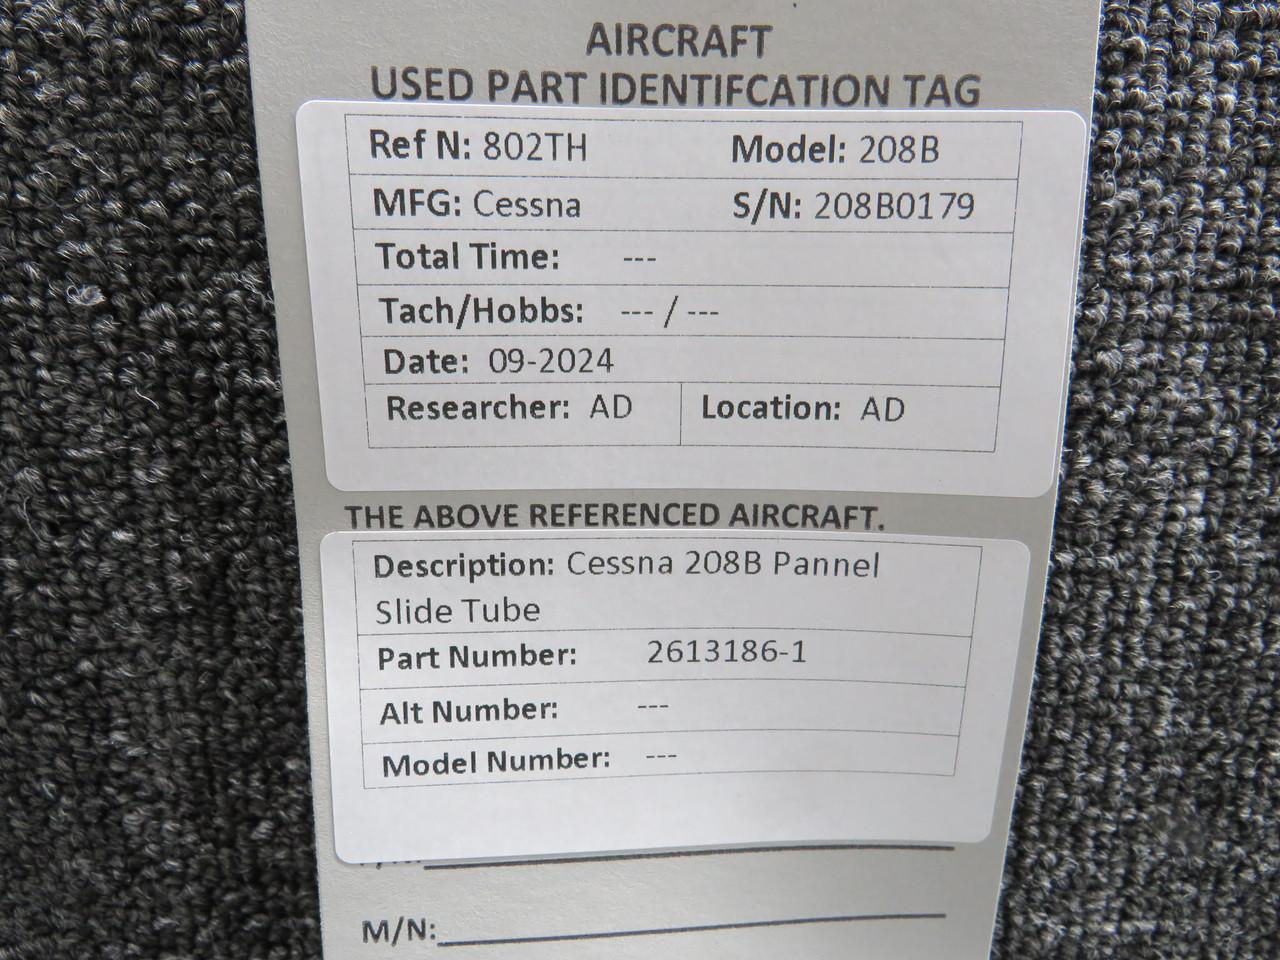 AIRCRAFT
USED PART IDENTIFCATION TAG
Ref N: 802TH Model: 208B
MFG: Cessna S/N: 208B0179
Total Time: ---
Tach/Hobbs: --- / ---
Date: 09-2024
Researcher: AD Location: AD
THE ABOVE REFERENCED AIRCRAFT.
Description: Cessna 208B Pannel
Slide Tube
Part Number: 2613186-1
Alt Number: ---
Model Number: ---
M/N: